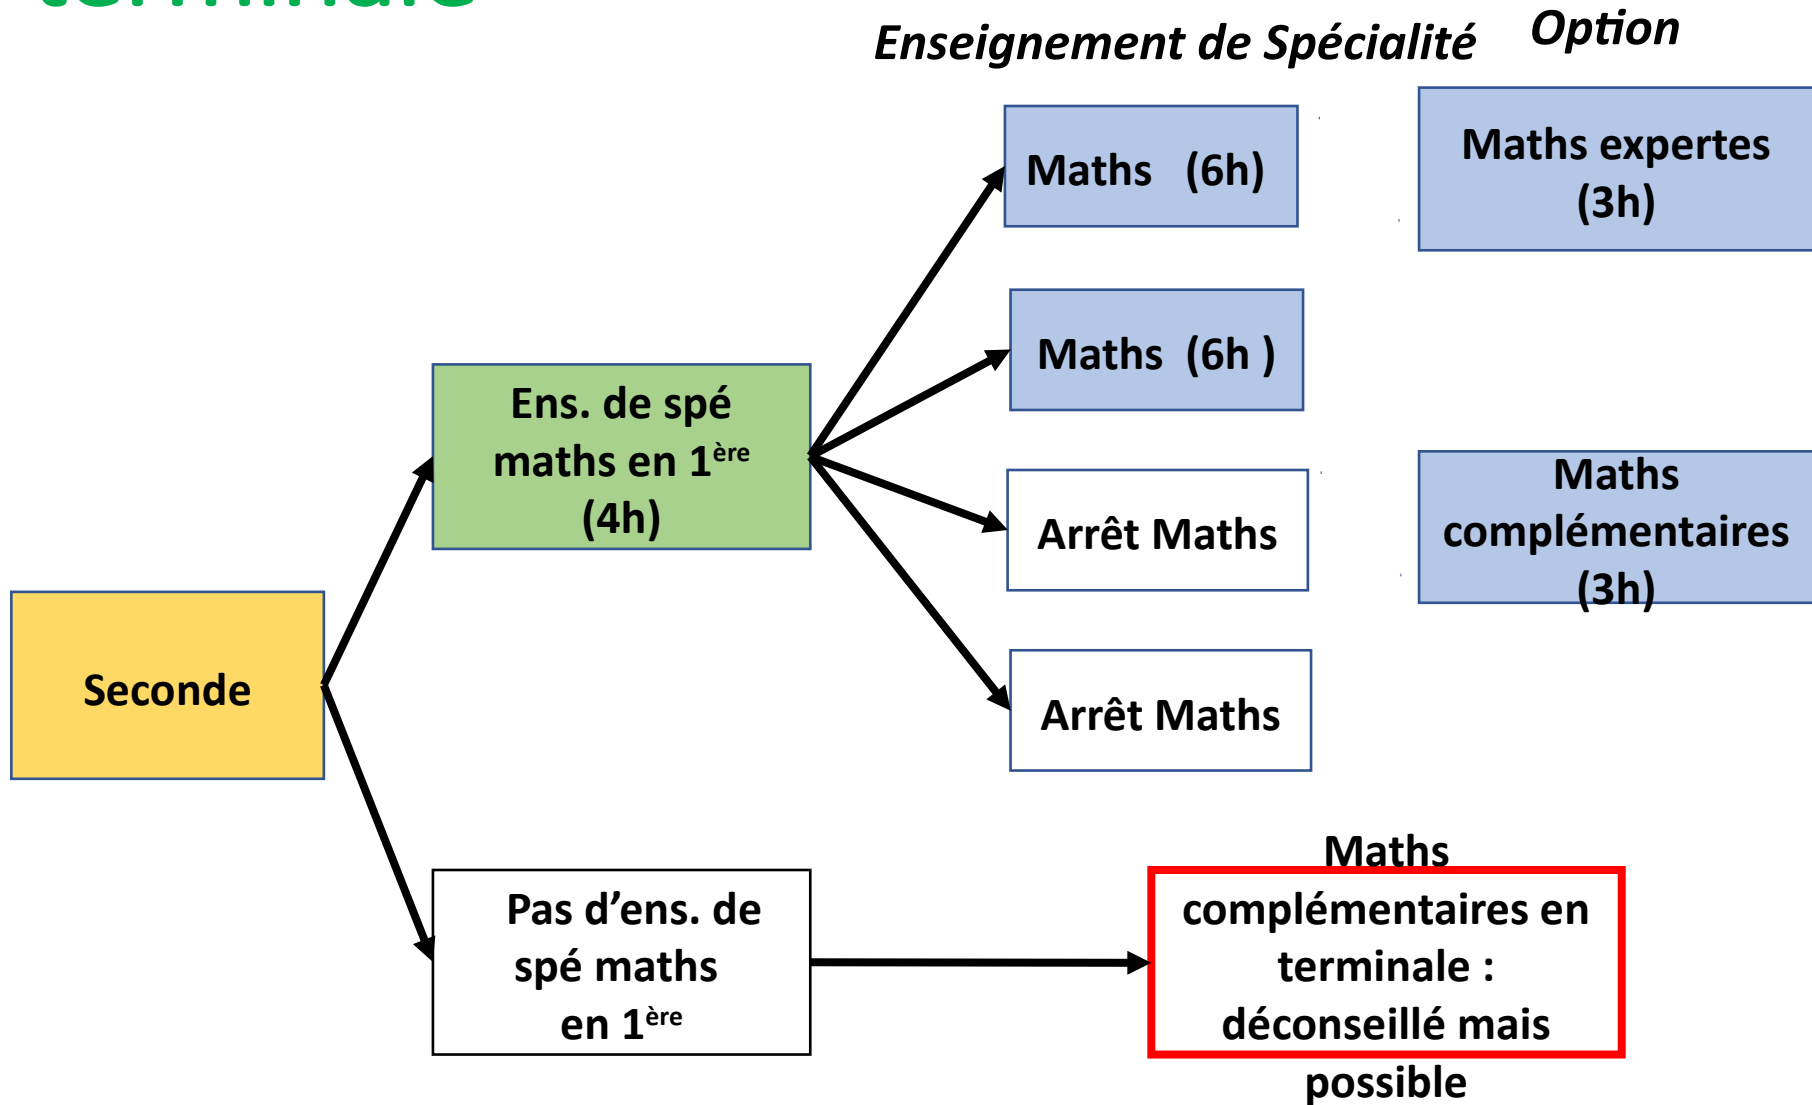 terminale
Enseignement de Spécialité
Option
Maths (6h)
Maths expertes
(3h)
Maths (6h )
Ens. de spé
maths en 1ère
(4h)
Arrêt Maths
Maths
complémentaires
(3h)
Seconde
Arrêt Maths
Pas d’ens. de
spé maths
en 1ère
Maths
complémentaires en
terminale :
déconseillé mais
possible